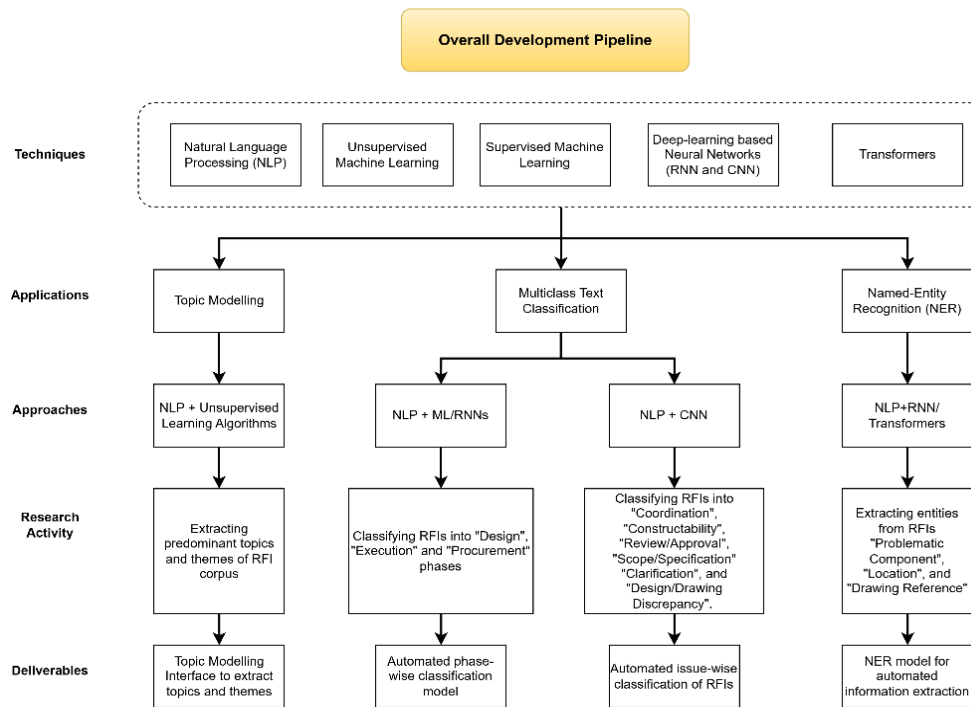 Overall Development Pipeline
Techniques
Natural Language
Processing (NLP)
Unsupervised
Machine Learning
Supervised Machine
Learning
Deep-learning based
Neural Networks
(RNN and CNN)
Transformers
Applications
Topic Modelling
Multiclass Text
Classification
Named-Entity
Recognition (NER)
Approaches
NLP + Unsupervised
Learning Algorithms
NLP + ML/RNNs
NLP + CNN
NLP+RNN/
Transformers
Research
Activity
Extracting
predominant topics
and themes of RFI
corpus
Classifying RFIs into "Design",
"Execution" and "Procurement"
phases
Classifying RFIs into
"Coordination",
"Constructability",
"Review/Approval",
"Scope/Specification"
"Clarification", and
"Design/Drawing
Discrepancy".
Extracting entities
from RFIs
"Problematic
Component",
"Location", and
"Drawing Reference"
Deliverables
Topic Modelling
Interface to extract
topics and themes
Automated phase-
wise classification
model
Automated issue-wise
classification of RFIs
NER model for
automated
information extraction